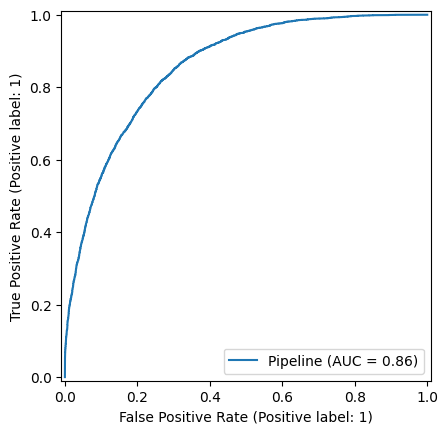 True Positive Rate (Positive label: 1)
1.0
0.8
0.6
0.4
0.2
0.0
Pipeline (AUC = 0.86)
0.0 0.2 0.4 0.6 0.8 1.0
False Positive Rate (Positive label: 1)